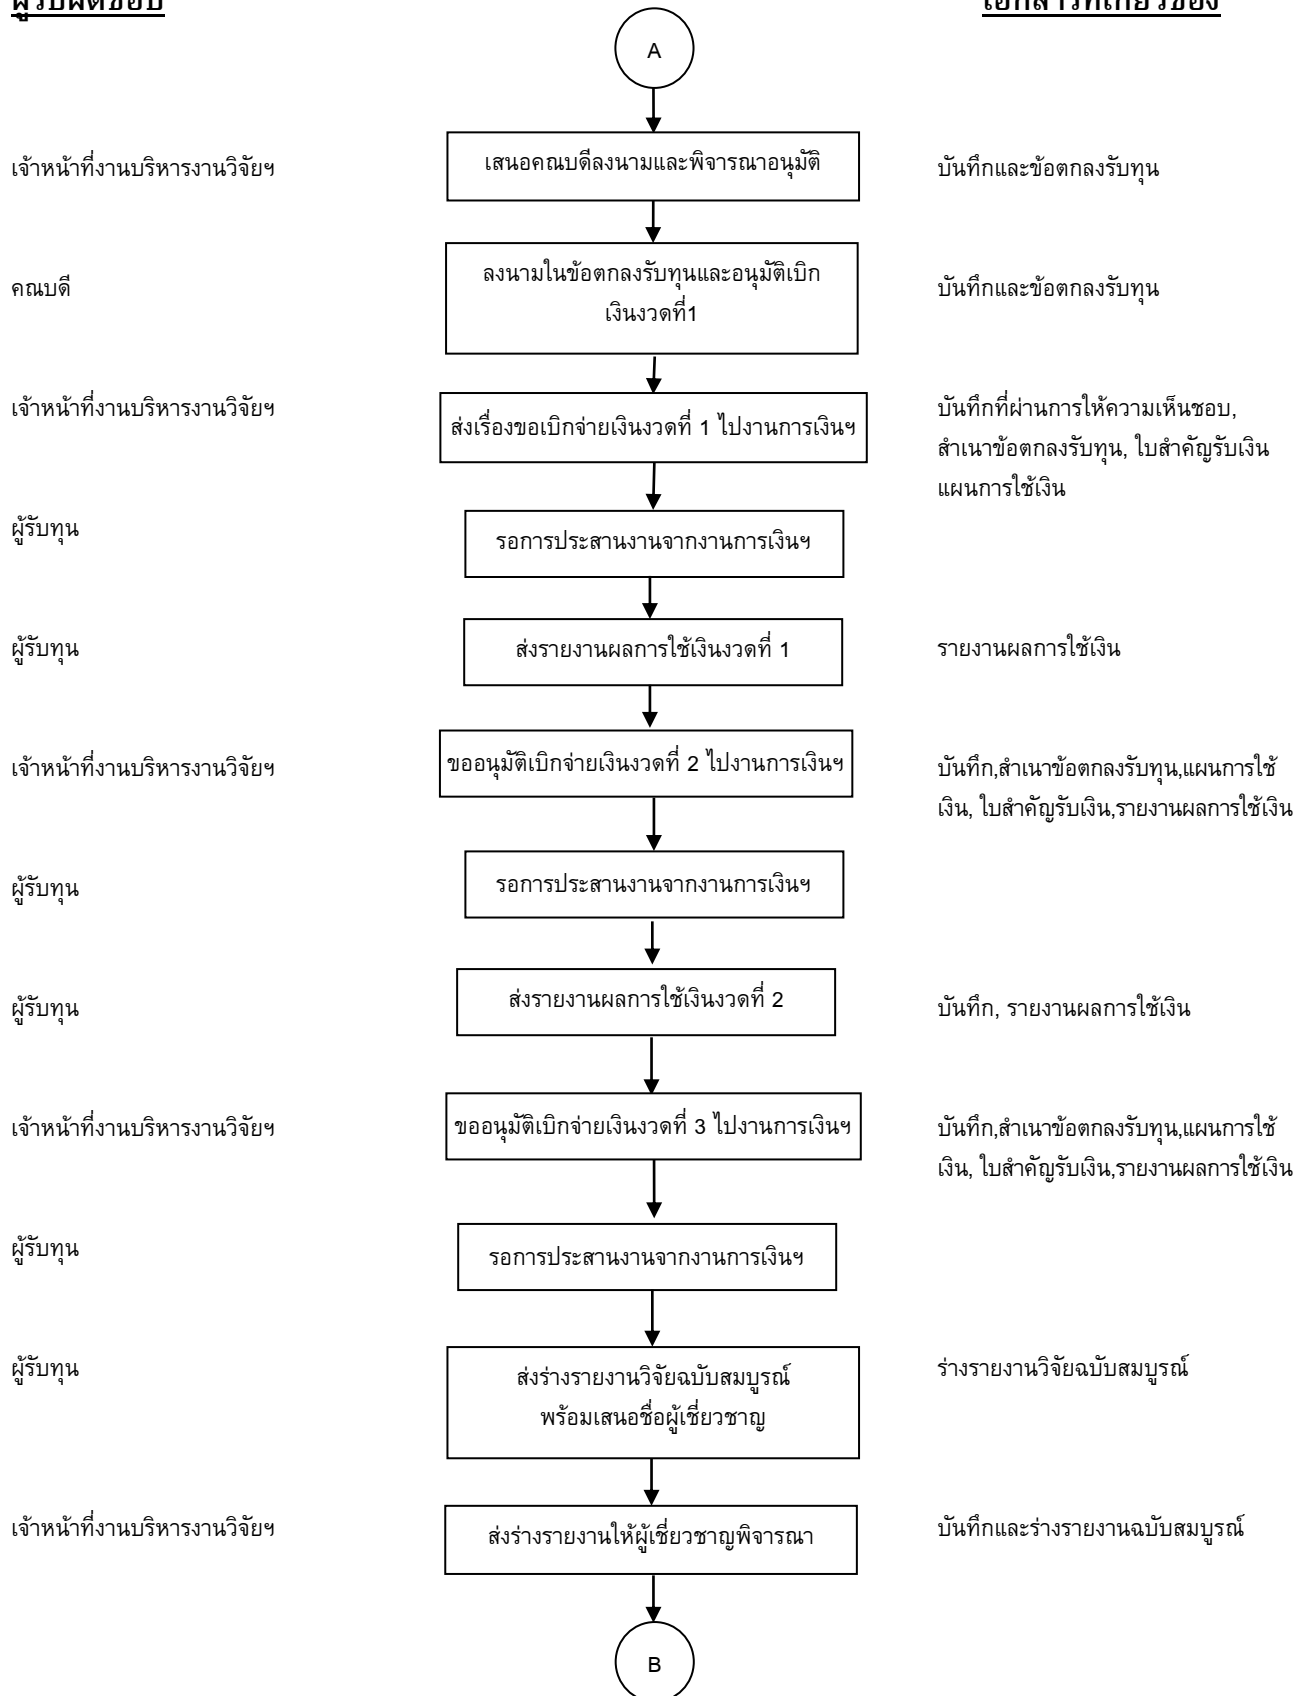 ผู้รับผิดชอบ
เอกสารที่เกี่ยวข้อง
A
เจ้าหน้าที่งานบริหารงานวิจัยฯ
เสนอคณบดีลงนามและพิจารณาอนุมัติ
บันทึกและข้อตกลงรับทุน
คณบดี
ลงนามในข้อตกลงรับทุนและอนุมัติเบิก
เงินงวดที่1
บันทึกและข้อตกลงรับทุน
เจ้าหน้าที่งานบริหารงานวิจัยฯ
ส่งเรื่องขอเบิกจ่ายเงินงวดที่ 1 ไปงานการเงินฯ
บันทึกที่ผ่านการให้ความเห็นชอบ,
สำเนาข้อตกลงรับทุน, ใบสำคัญรับเงิน
แผนการใช้เงิน
ผู้รับทุน
รอการประสานงานจากงานการเงินฯ
ผู้รับทุน
ส่งรายงานผลการใช้เงินงวดที่ 1
รายงานผลการใช้เงิน
เจ้าหน้าที่งานบริหารงานวิจัยฯ
ขออนุมัติเบิกจ่ายเงินงวดที่ 2 ไปงานการเงินฯ
บันทึก,สำเนาข้อตกลงรับทุน,แผนการใช้
เงิน, ใบสำคัญรับเงิน,รายงานผลการใช้เงิน
ผู้รับทุน
รอการประสานงานจากงานการเงินฯ
ผู้รับทุน
ส่งรายงานผลการใช้เงินงวดที่ 2
บันทึก, รายงานผลการใช้เงิน
เจ้าหน้าที่งานบริหารงานวิจัยฯ
ขออนุมัติเบิกจ่ายเงินงวดที่ 3 ไปงานการเงินฯ
บันทึก,สำเนาข้อตกลงรับทุน,แผนการใช้
เงิน, ใบสำคัญรับเงิน,รายงานผลการใช้เงิน
ผู้รับทุน
รอการประสานงานจากงานการเงินฯ
ผู้รับทุน
ส่งร่างรายงานวิจัยฉบับสมบูรณ์
พร้อมเสนอชื่อผู้เชี่ยวชาญ
ร่างรายงานวิจัยฉบับสมบูรณ์
เจ้าหน้าที่งานบริหารงานวิจัยฯ
ส่งร่างรายงานให้ผู้เชี่ยวชาญพิจารณา
บันทึกและร่างรายงานฉบับสมบูรณ์
B